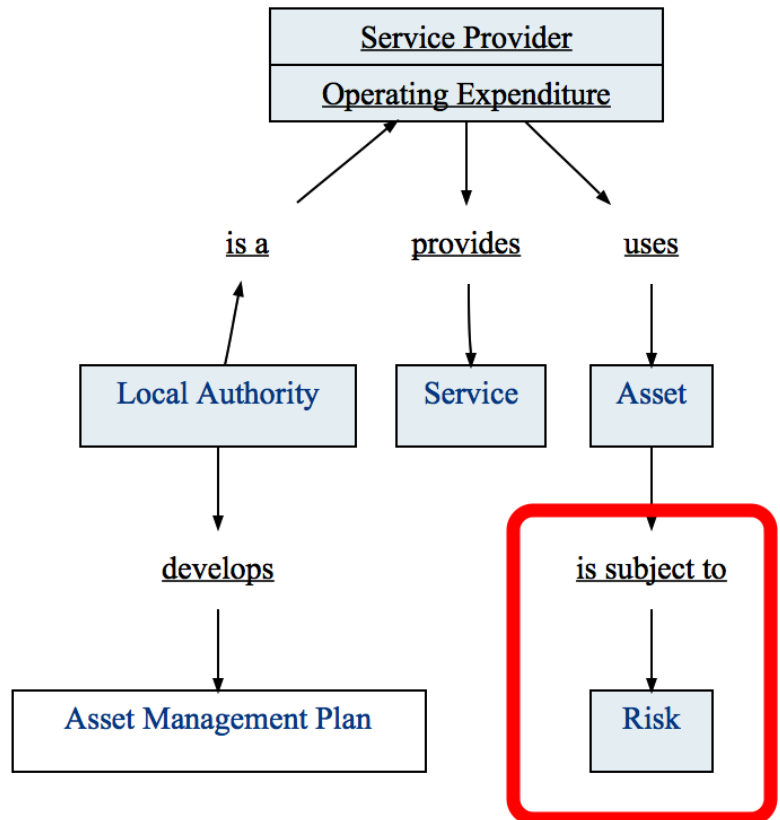 Service Provider
Operating Expenditure
is a
provides
uses
Local Authority
Service
Asset
develops
is subject to
Asset Management Plan
Risk